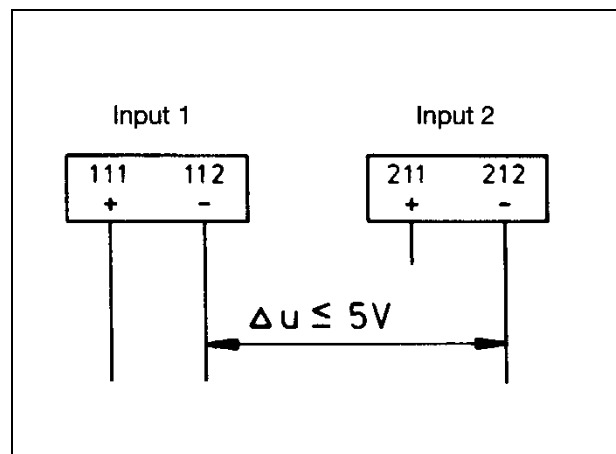 Input 1 Input 2
111 112 211 212
+ - + -
Δu ≤ 5V